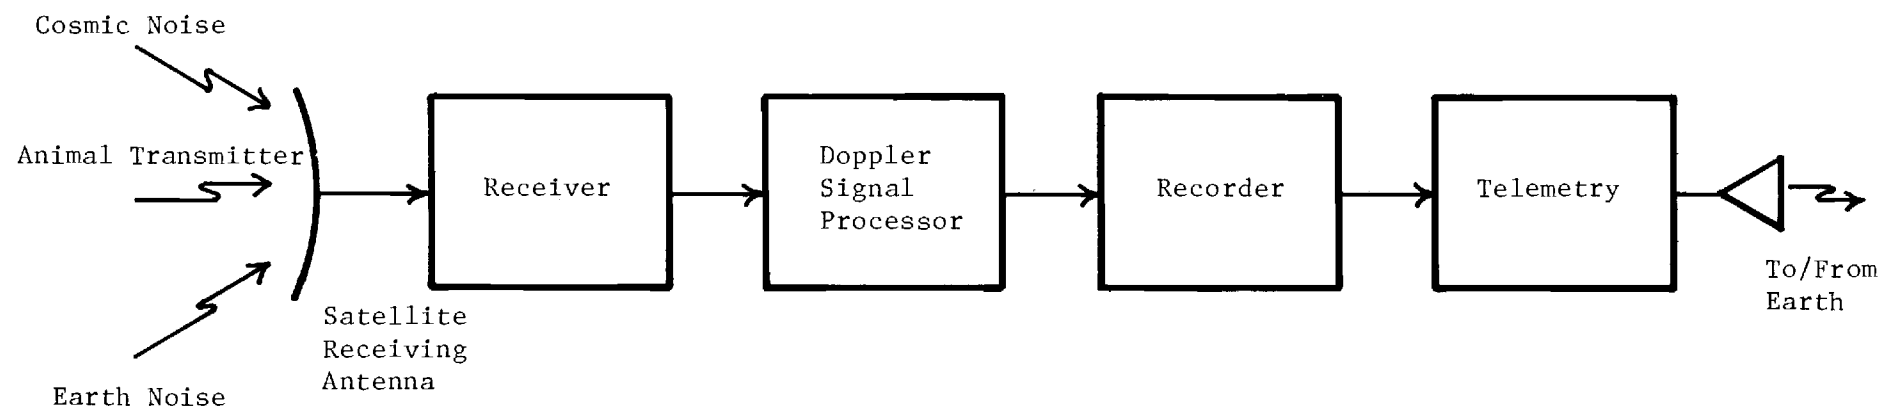 Cosmic Noise
Animal Transmitter
Earth Noise
Satellite
Receiving
Antenna
Receiver
Doppler
Signal
Processor
Recorder
Telemetry
To/From
Earth